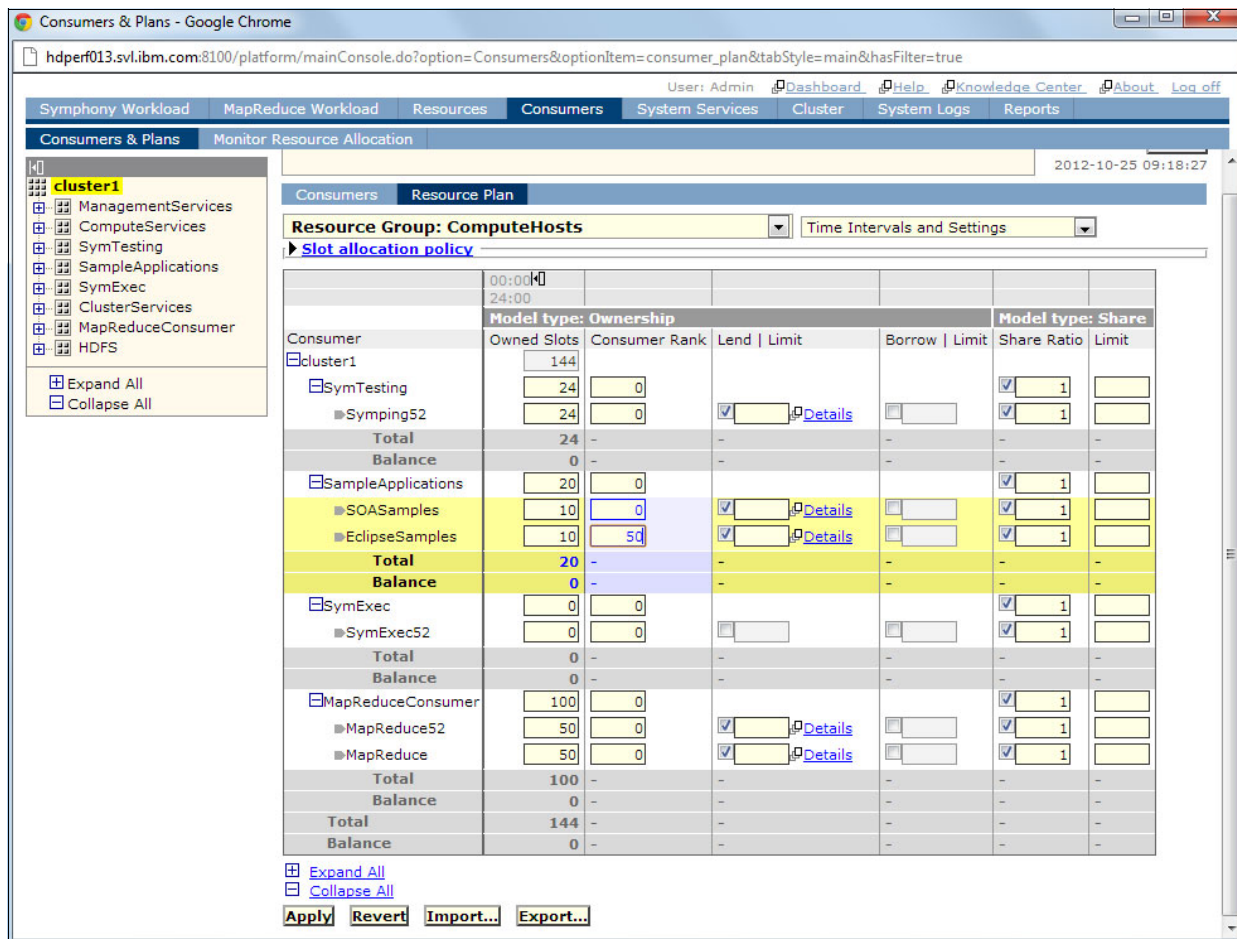 Consumers & Plans - Google Chrome
hdperf013.svl.ibm.com:8100/platform/mainConsole.do?option=Consumers&optionItem=consumer_plan&tabStyle=main&hasFilter=true
User: Admin Dashboard Help Knowledge Center About Log off
Symphony Workload MapReduce Workload Resources Consumers System Services Cluster System Logs Reports
Consumers & Plans Monitor Resource Allocation
2012-10-25 09:18:27
cluster1
ManagementServices
ComputeServices
SymTesting
SampleApplications
SymExec
ClusterServices
MapReduceConsumer
HDFS
Expand All
Collapse All
Consumers Resource Plan
Resource Group: ComputeHosts Time Intervals and Settings
Slot allocation policy
00:00
24:00
Model type: Ownership Model type: Share
Consumer Owned Slots Consumer Rank Lend | Limit Borrow | Limit Share Ratio Limit
cluster1 144
SymTesting 24 0 1
Symping52 24 0 Details 1
Total 24 - - - - -
Balance 0 - - - - -
SampleApplications 20 0 1
SOASamples 10 0 Details 1
EclipseSamples 10 50 Details 1
Total 20 - - - - -
Balance 0 - - - - -
SymExec 0 0 1
SymExec52 0 0 1
Total 0 - - - - -
Balance 0 - - - - -
MapReduceConsumer 100 0 1
MapReduce52 50 0 Details 1
MapReduce 50 0 Details 1
Total 100 - - - - -
Balance 0 - - - - -
Total 144 - - - - -
Balance 0 - - - - -
Expand All
Collapse All
Apply Revert Import... Export...